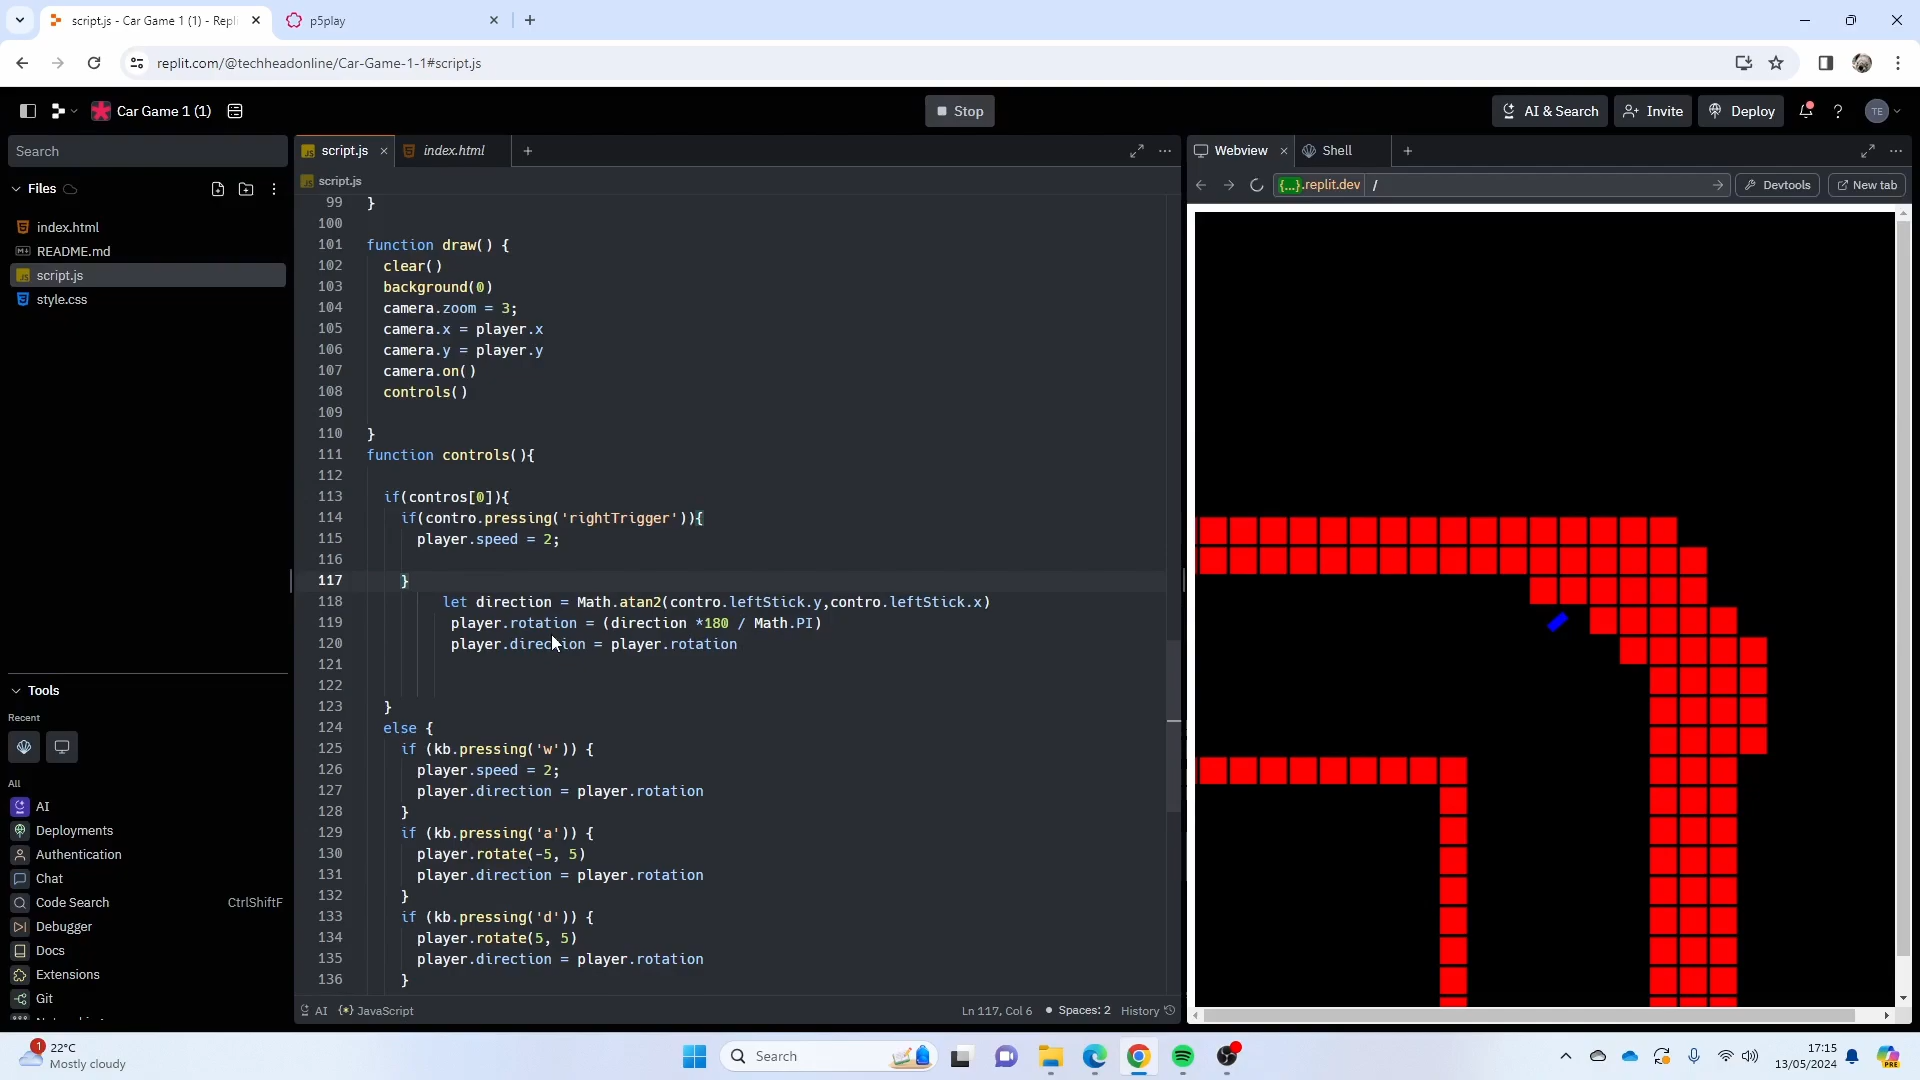 script.js - Car Game 1 (1) - Repl
p5play
replit.com/@techheadonline/Car-Game-1-1#script.js
Car Game 1 (1)
Stop
AI & Search
Invite
Deploy
TE
Search
script.js
index.html
Webview
Shell
Files
script.js
{...}.replit.dev
/
Devtools
New tab
index.html
README.md
script.js
style.css
99 }
100
101 function draw() {
102 clear()
103 background(0)
104 camera.zoom = 3;
105 camera.x = player.x
106 camera.y = player.y
107 camera.on()
108 controls()
109
110 }
111 function controls(){
112
113 if(contros[0]){
114 if(contro.pressing('rightTrigger')){
115 player.speed = 2;
116
117 }
118 let direction = Math.atan2(contro.leftStick.y,contro.leftStick.x)
119 player.rotation = (direction *180 / Math.PI)
120 player.direction = player.rotation
121
122
123 }
124 else {
125 if (kb.pressing('w')) {
126 player.speed = 2;
127 player.direction = player.rotation
128 }
129 if (kb.pressing('a')) {
130 player.rotate(-5, 5)
131 player.direction = player.rotation
132 }
133 if (kb.pressing('d')) {
134 player.rotate(5, 5)
135 player.direction = player.rotation
136 }
Tools
Recent
All
AI
Deployments
Authentication
Chat
Code Search CtrlShiftF
Debugger
Docs
Extensions
Git
AI
JavaScript
Ln 117, Col 6
Spaces: 2
History
1
22°C
Mostly cloudy
Search
17:15
13/05/2024
PRE